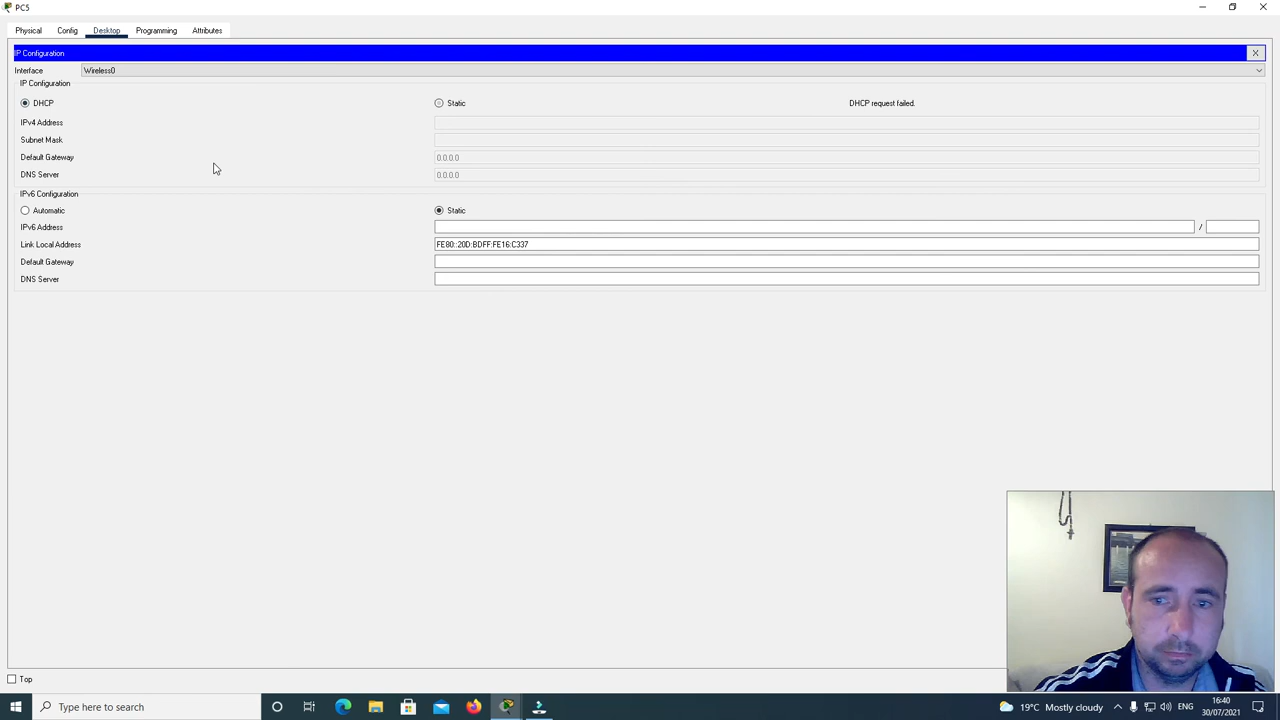 PC5
Physical Config Desktop Programming Attributes
IP Configuration X
Interface Wireless0
IP Configuration
DHCP Static DHCP request failed.
IPv4 Address
Subnet Mask
Default Gateway 0.0.0.0
DNS Server 0.0.0.0
IPv6 Configuration
Automatic Static
IPv6 Address /
Link Local Address FE80::20D:BDFF:FE16:C337
Default Gateway
DNS Server
Top
Type here to search 19°C Mostly cloudy ENG 16:40
30/07/2021